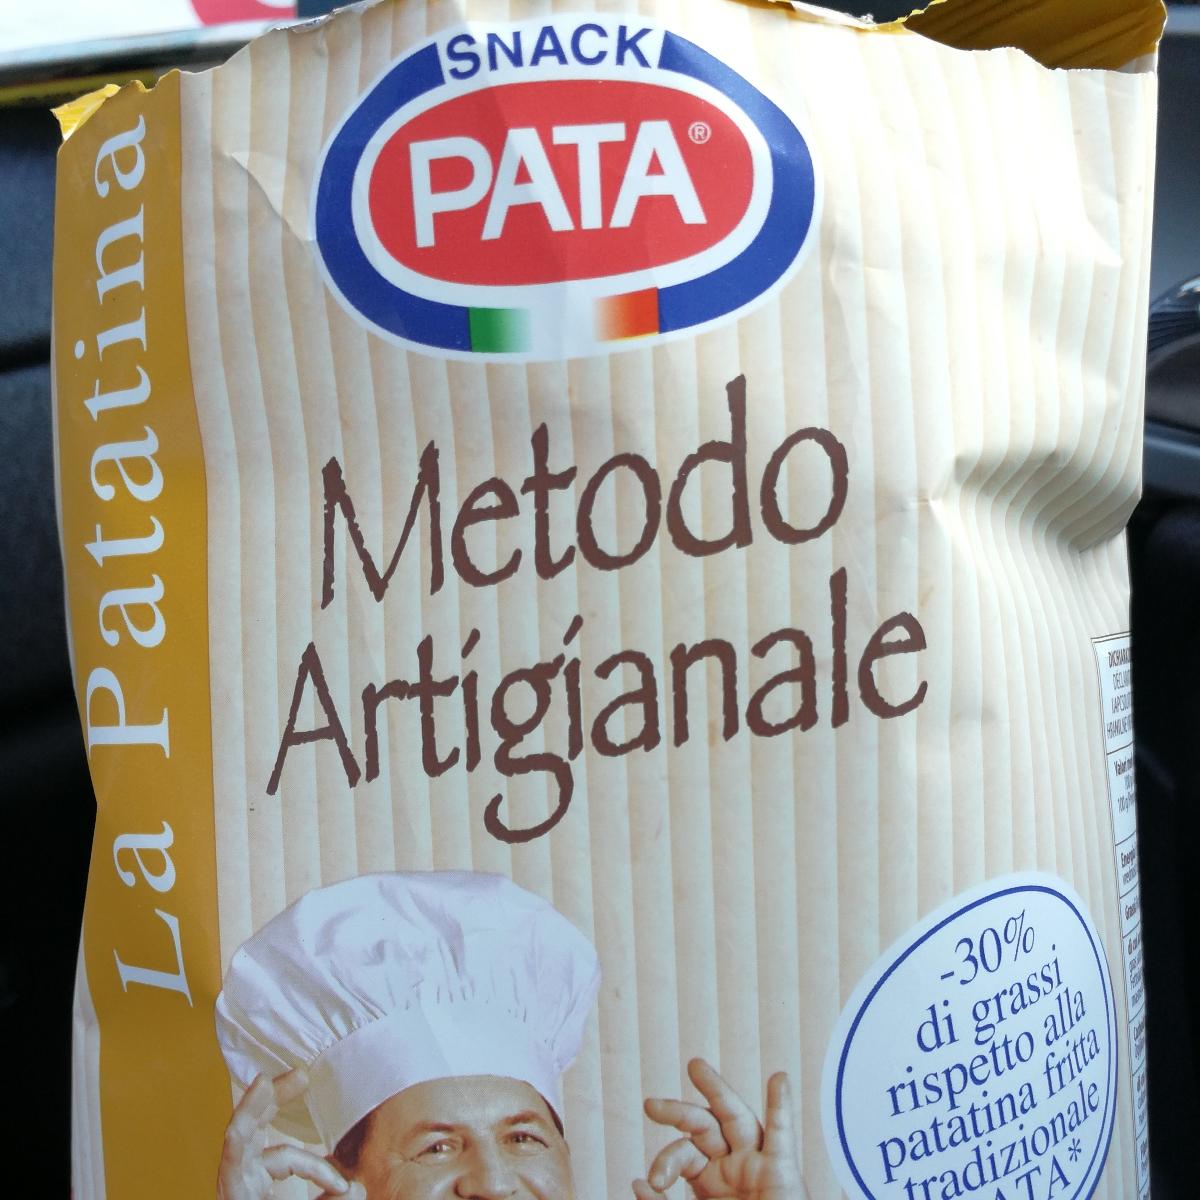 SNACK
PATA®
La Patatina
Metodo
Artigianale
-30%
di grassi
rispetto alla
patatina fritta
tradizionale